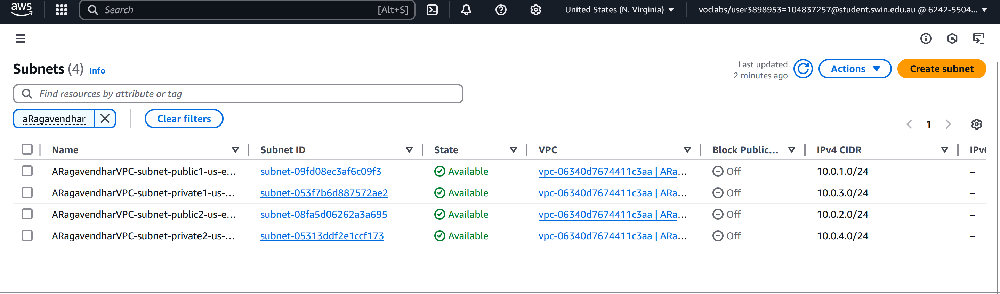 aws Search [Alt+S] United States (N. Virginia) voclabs/user3898953=104837257@student.swin.edu.au @ 6242-5504...
Subnets (4) Info
Last updated
2 minutes ago
Actions
Create subnet
Find resources by attribute or tag
aRagavendhar
Clear filters
1
Name Subnet ID State VPC Block Public... IPv4 CIDR IPv6
ARagavendharVPC-subnet-public1-us-e... subnet-09fd08ec3af6c09f3 Available vpc-06340d7674411c3aa | ARa... Off 10.0.1.0/24 –
ARagavendharVPC-subnet-private1-us-... subnet-053f7b6d887572ae2 Available vpc-06340d7674411c3aa | ARa... Off 10.0.3.0/24 –
ARagavendharVPC-subnet-public2-us-e... subnet-08fa5d06262a3a695 Available vpc-06340d7674411c3aa | ARa... Off 10.0.2.0/24 –
ARagavendharVPC-subnet-private2-us-... subnet-05313ddf2e1ccf173 Available vpc-06340d7674411c3aa | ARa... Off 10.0.4.0/24 –